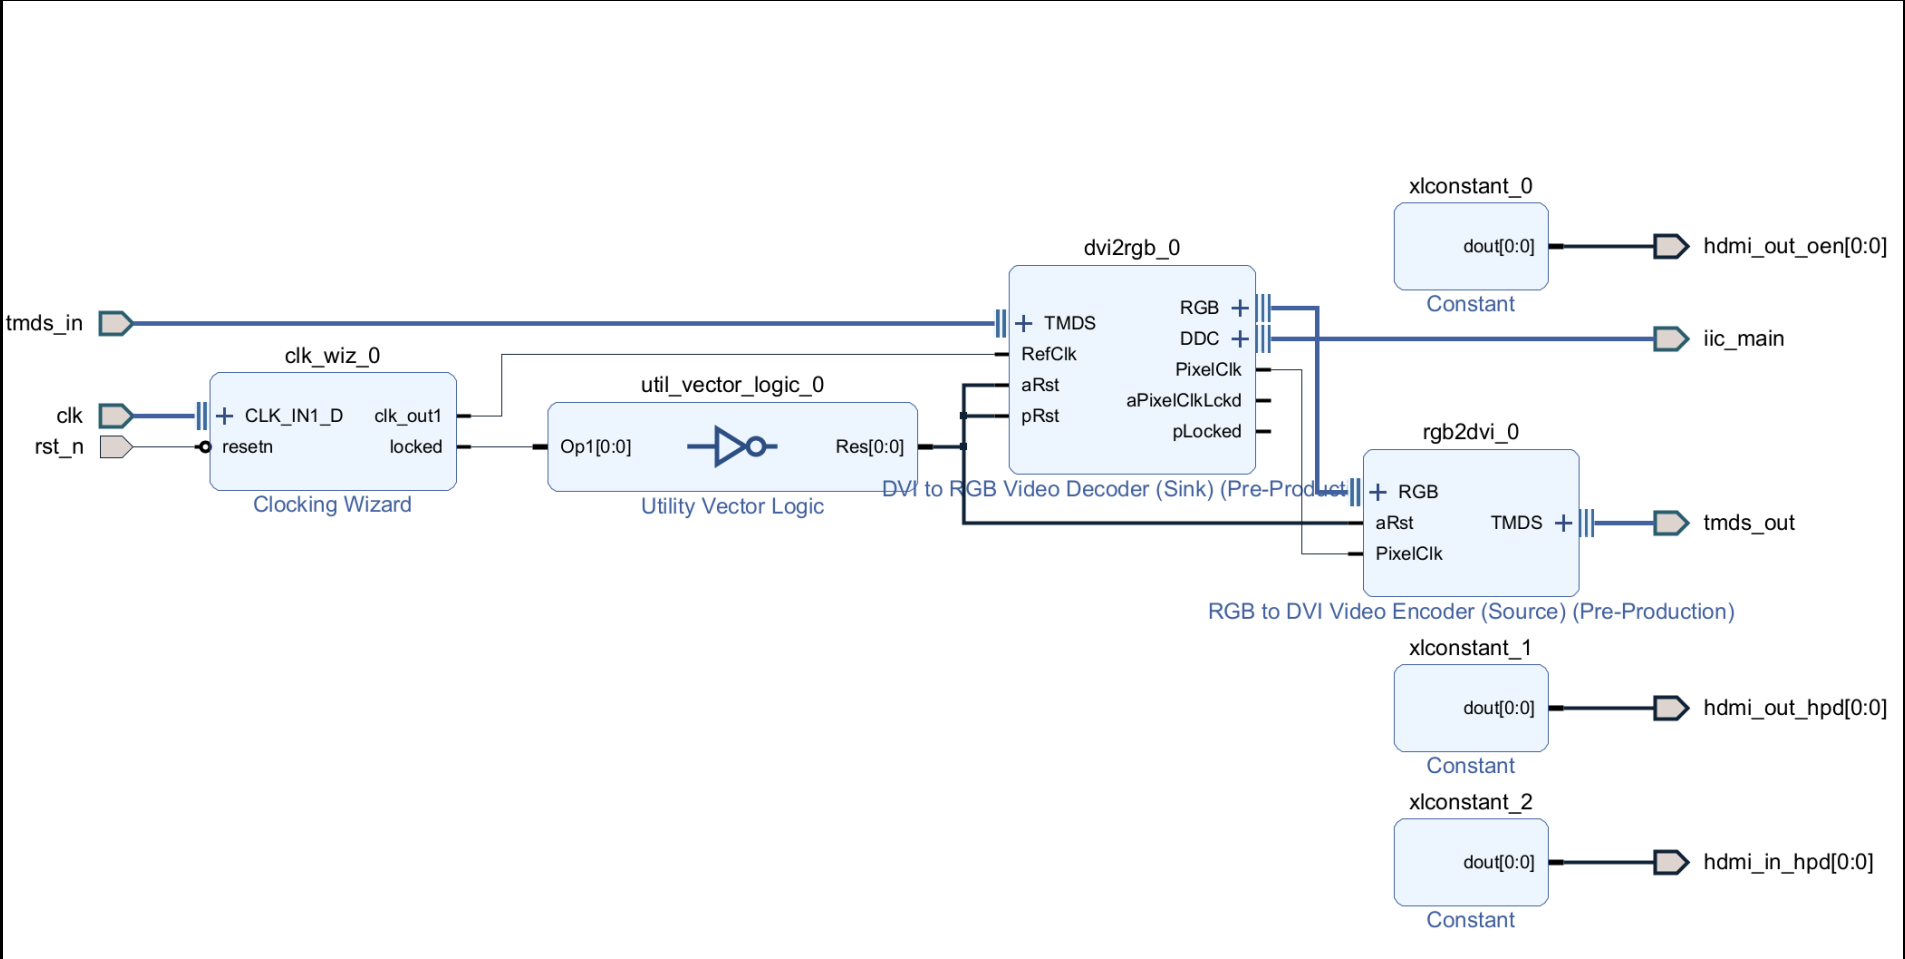 xlconstant_0
dout[0:0]
hdmi_out_oen[0:0]
Constant
dvi2rgb_0
tmds_in
TMDS
RGB
DDC
iic_main
RefClk
PixelClk
aRst
aPixelClkLckd
pRst
pLocked
DVI to RGB Video Decoder (Sink) (Pre-Product
clk_wiz_0
clk
CLK_IN1_D
clk_out1
rst_n
resetn
locked
Clocking Wizard
util_vector_logic_0
Op1[0:0]
Res[0:0]
Utility Vector Logic
rgb2dvi_0
RGB
aRst
TMDS
tmds_out
PixelClk
RGB to DVI Video Encoder (Source) (Pre-Production)
xlconstant_1
dout[0:0]
hdmi_out_hpd[0:0]
Constant
xlconstant_2
dout[0:0]
hdmi_in_hpd[0:0]
Constant